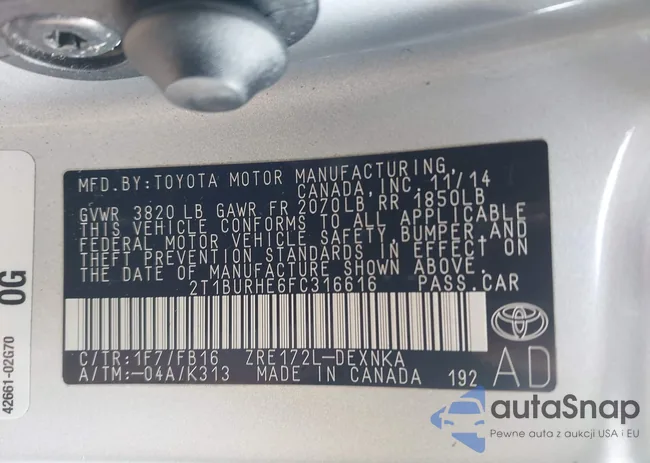 MFD. BY: TOYOTA MOTOR MANUFACTURING,
CANADA, INC. 11/14
GVWR 3820 LB GAWR FR 2070LB, RR 1850LB
THIS VEHICLE CONFORMS TO ALL APPLICABLE
FEDERAL MOTOR VEHICLE SAFETY, BUMPER AND
THEFT PREVENTION STANDARDS IN EFFECT ON
THE DATE OF MANUFACTURE SHOWN ABOVE.
2T1BURHE6FC316616 PASS. CAR
C/TR: 1F7/FB16 ZRE172L-DEXNKA
A/TM: -04A/K313 MADE IN CANADA 192
AD
0G
42661-02G70
autaSnap
Pewne auta z aukcji USA i EU